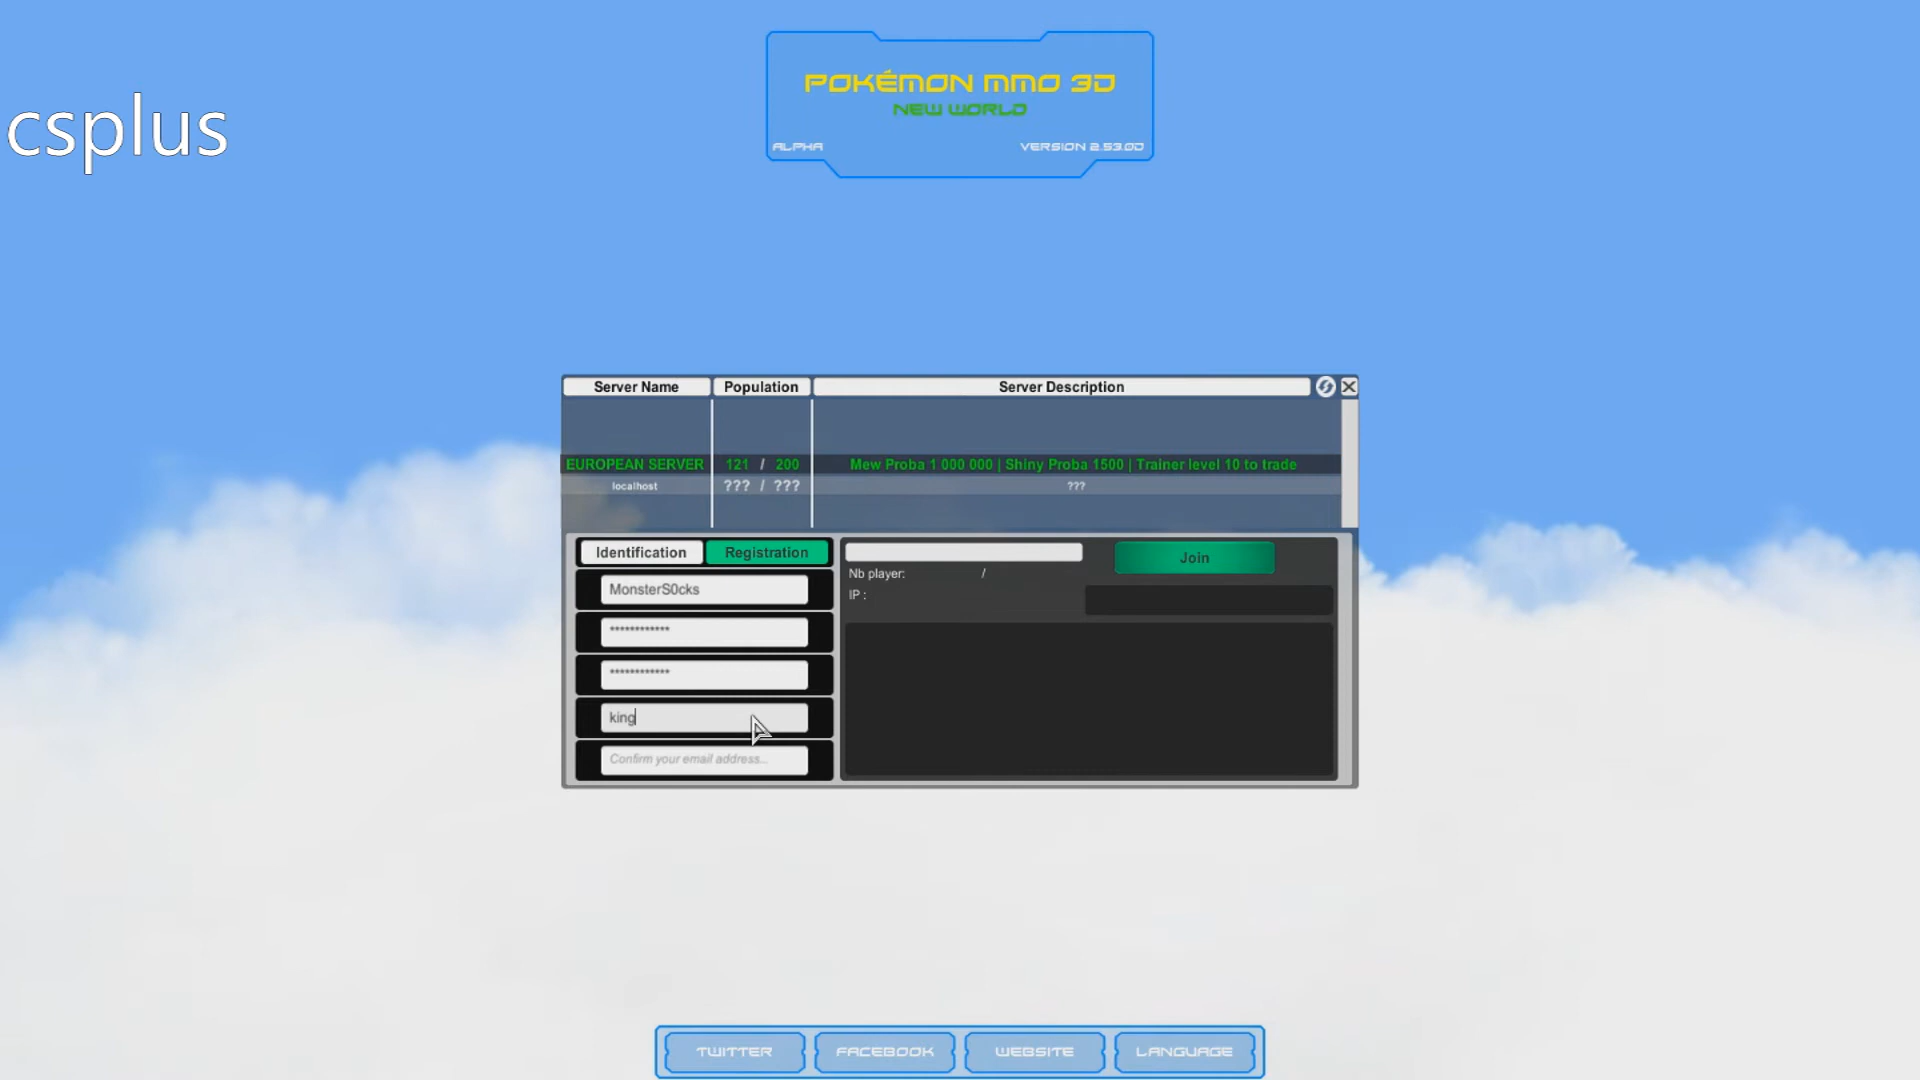 POKÉMON MMO 3D
NEW WORLD
ALPHA VERSION 2.53.0D
csplus
Server Name Population Server Description
EUROPEAN SERVER 121 / 200 Mew Proba 1 000 000 | Shiny Proba 1500 | Trainer level 10 to trade
localhost ??? / ??? ???
Identification Registration
MonsterS0cks
************
************
king
Confirm your email address...
Join
Nb player: /
IP :
TWITTER FACEBOOK WEBSITE LANGUAGE